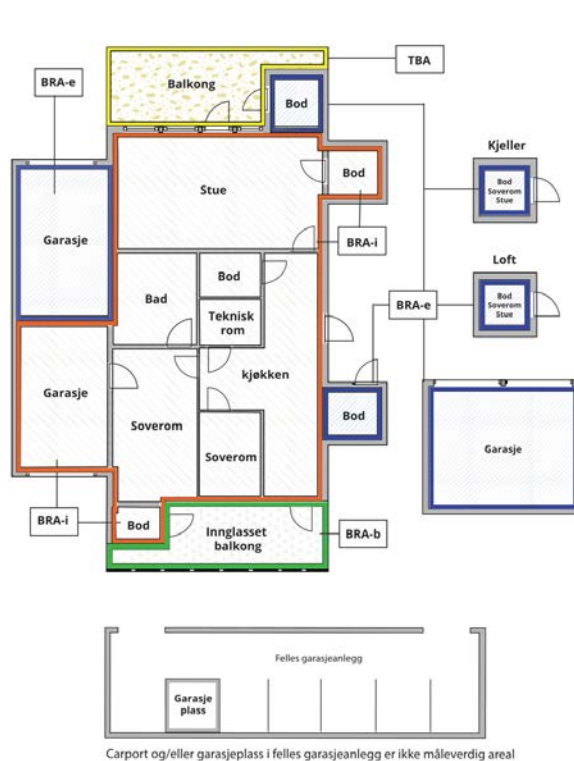 TBA
BRA-e
Balkong
Bod
Kjeller
Bod
Soverom
Stue
Stue
Bod
Garasje
BRA-i
Loft
Bod
Bad
Teknisk
rom
BRA-e
Bod
Soverom
Stue
kjøkken
Garasje
Bod
Soverom
Soverom
Garasje
BRA-i
Bod
Innglasset
balkong
BRA-b
Felles garasjeanlegg
Garasje
plass
Carport og/eller garasjeplass i felles garasjeanlegg er ikke måleverdig areal